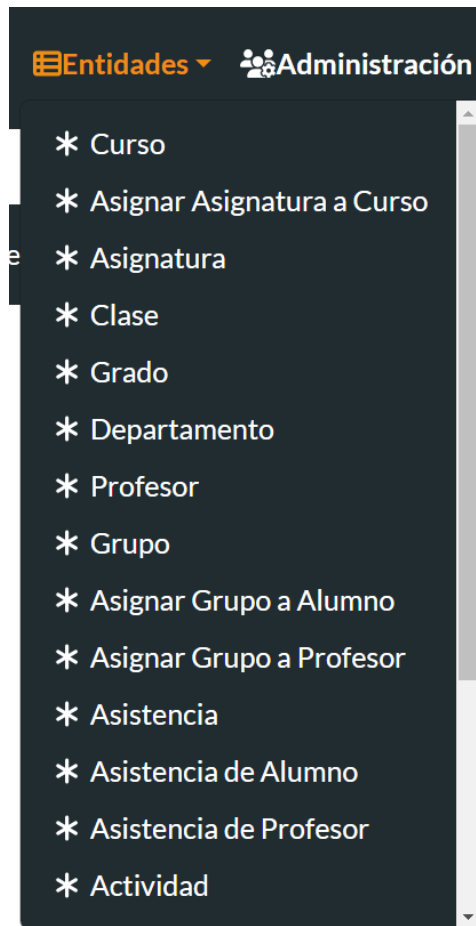 Entidades Administración
Curso
Asignar Asignatura a Curso
e
Asignatura
Clase
Grado
Departamento
Profesor
Grupo
Asignar Grupo a Alumno
Asignar Grupo a Profesor
Asistencia
Asistencia de Alumno
Asistencia de Profesor
Actividad